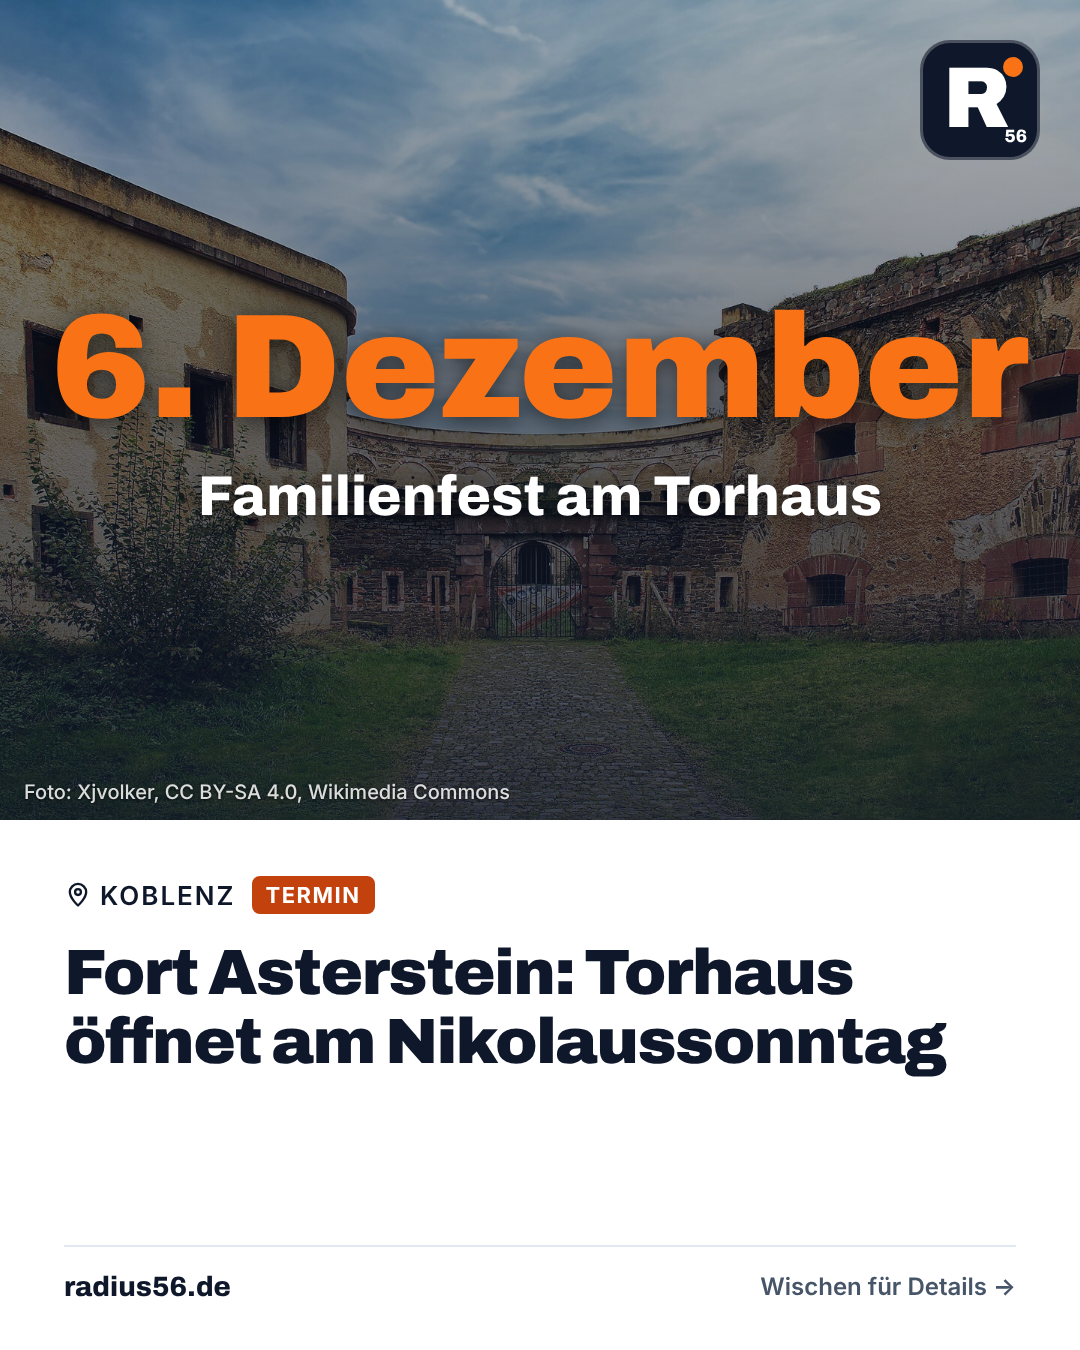 R
56
6. Dezember
Familienfest am Torhaus
Foto: Xjvolker, CC BY-SA 4.0, Wikimedia Commons
KOBLENZ TERMIN
Fort Asterstein: Torhaus
öffnet am Nikolaussonntag
radius56.de
Wischen für Details →